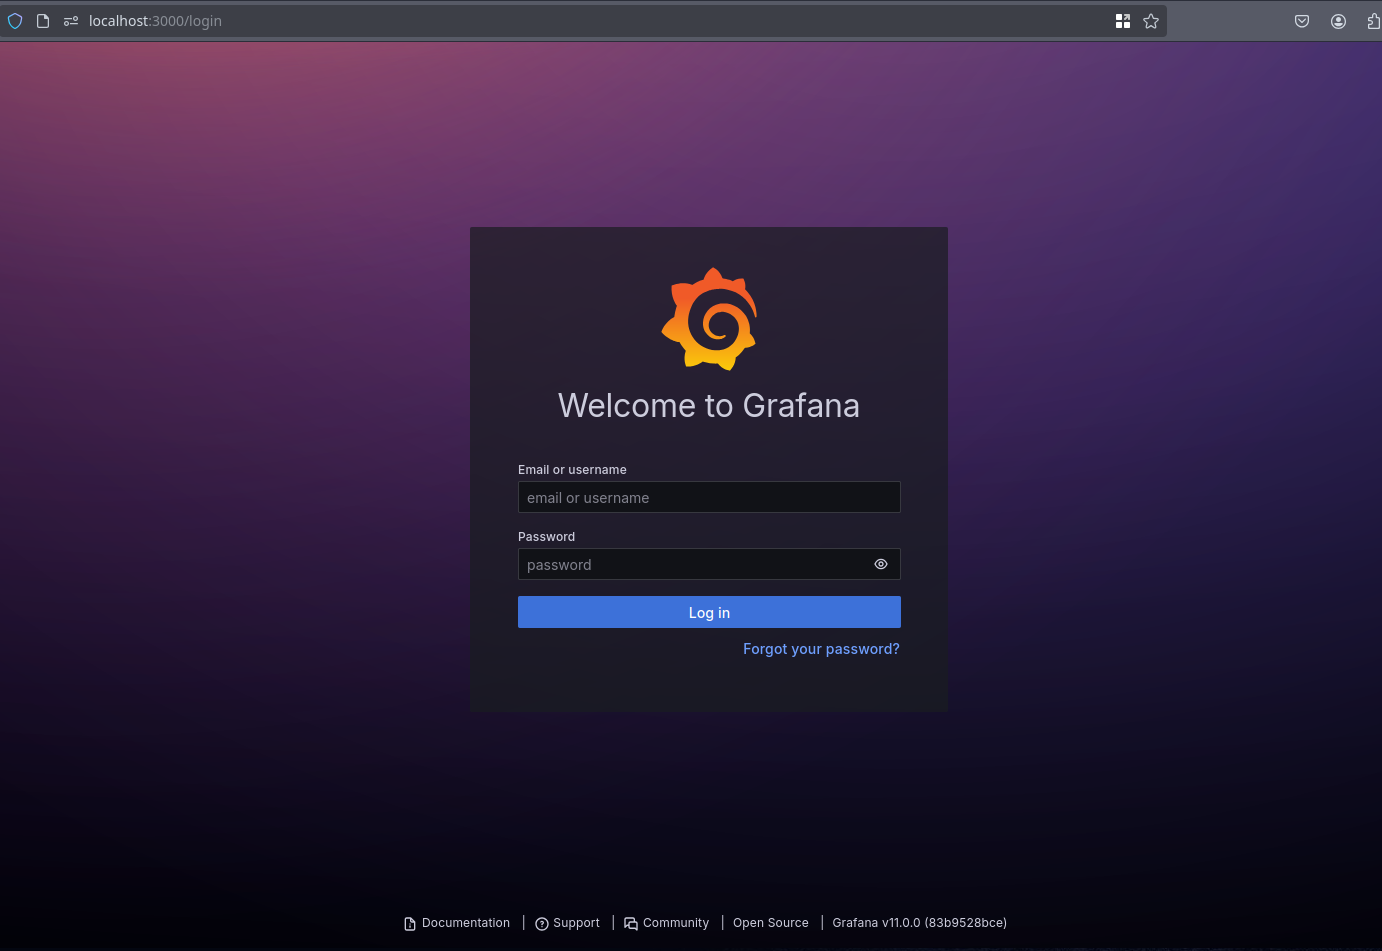 localhost:3000/login
Welcome to Grafana
Email or username
email or username
Password
password
Log in
Forgot your password?
Documentation | Support | Community | Open Source | Grafana v11.0.0 (83b9528bce)